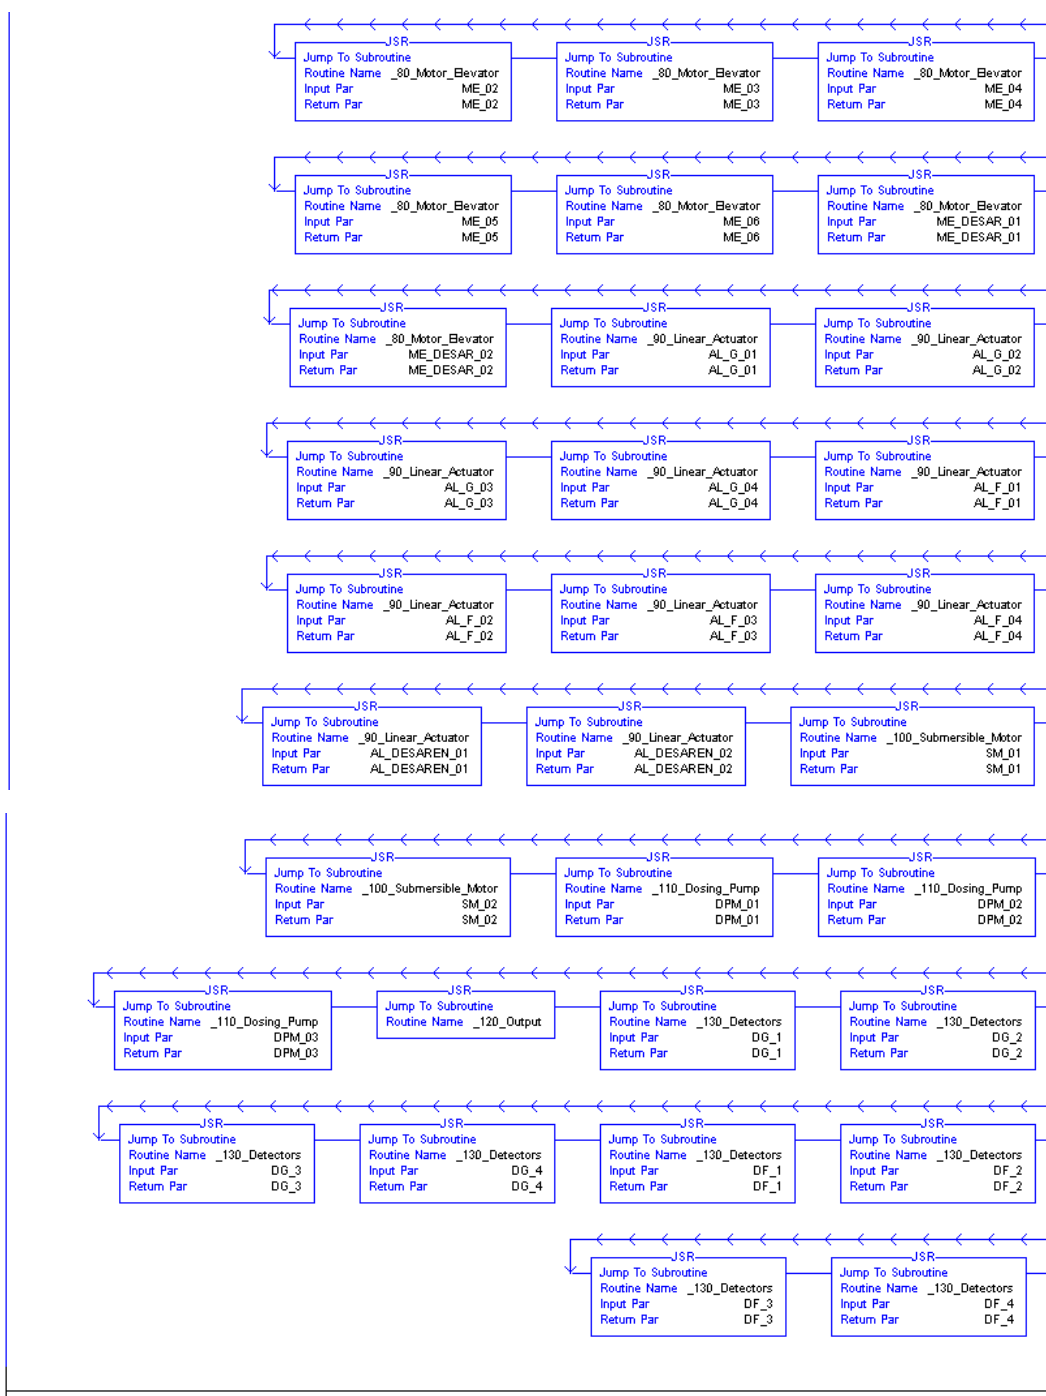 JSR JSR JSR
Jump To Subroutine Jump To Subroutine Jump To Subroutine
Routine Name _80_Motor_Elevator Routine Name _80_Motor_Elevator Routine Name _80_Motor_Elevator
Input Par ME_02 Input Par ME_03 Input Par ME_04
Return Par ME_02 Return Par ME_03 Return Par ME_04
JSR JSR JSR
Jump To Subroutine Jump To Subroutine Jump To Subroutine
Routine Name _80_Motor_Elevator Routine Name _80_Motor_Elevator Routine Name _80_Motor_Elevator
Input Par ME_05 Input Par ME_06 Input Par ME_DESAR_01
Return Par ME_05 Return Par ME_06 Return Par ME_DESAR_01
JSR JSR JSR
Jump To Subroutine Jump To Subroutine Jump To Subroutine
Routine Name _80_Motor_Elevator Routine Name _90_Linear_Actuator Routine Name _90_Linear_Actuator
Input Par ME_DESAR_02 Input Par AL_G_01 Input Par AL_G_02
Return Par ME_DESAR_02 Return Par AL_G_01 Return Par AL_G_02
JSR JSR JSR
Jump To Subroutine Jump To Subroutine Jump To Subroutine
Routine Name _90_Linear_Actuator Routine Name _90_Linear_Actuator Routine Name _90_Linear_Actuator
Input Par AL_G_03 Input Par AL_G_04 Input Par AL_F_01
Return Par AL_G_03 Return Par AL_G_04 Return Par AL_F_01
JSR JSR JSR
Jump To Subroutine Jump To Subroutine Jump To Subroutine
Routine Name _90_Linear_Actuator Routine Name _90_Linear_Actuator Routine Name _90_Linear_Actuator
Input Par AL_F_02 Input Par AL_F_03 Input Par AL_F_04
Return Par AL_F_02 Return Par AL_F_03 Return Par AL_F_04
JSR JSR JSR
Jump To Subroutine Jump To Subroutine Jump To Subroutine
Routine Name _90_Linear_Actuator Routine Name _90_Linear_Actuator Routine Name _100_Submersible_Motor
Input Par AL_DESAREN_01 Input Par AL_DESAREN_02 Input Par SM_01
Return Par AL_DESAREN_01 Return Par AL_DESAREN_02 Return Par SM_01
JSR JSR JSR
Jump To Subroutine Jump To Subroutine Jump To Subroutine
Routine Name _100_Submersible_Motor Routine Name _110_Dosing_Pump Routine Name _110_Dosing_Pump
Input Par SM_02 Input Par DPM_01 Input Par DPM_02
Return Par SM_02 Return Par DPM_01 Return Par DPM_02
JSR JSR JSR JSR
Jump To Subroutine Jump To Subroutine Jump To Subroutine Jump To Subroutine
Routine Name _110_Dosing_Pump Routine Name _120_Output Routine Name _130_Detectors Routine Name _130_Detectors
Input Par DPM_03 Input Par DG_1 Input Par DG_2
Return Par DPM_03 Return Par DG_1 Return Par DG_2
JSR JSR JSR JSR
Jump To Subroutine Jump To Subroutine Jump To Subroutine Jump To Subroutine
Routine Name _130_Detectors Routine Name _130_Detectors Routine Name _130_Detectors Routine Name _130_Detectors
Input Par DG_3 Input Par DG_4 Input Par DF_1 Input Par DF_2
Return Par DG_3 Return Par DG_4 Return Par DF_1 Return Par DF_2
JSR JSR
Jump To Subroutine Jump To Subroutine
Routine Name _130_Detectors Routine Name _130_Detectors
Input Par DF_3 Input Par DF_4
Return Par DF_3 Return Par DF_4